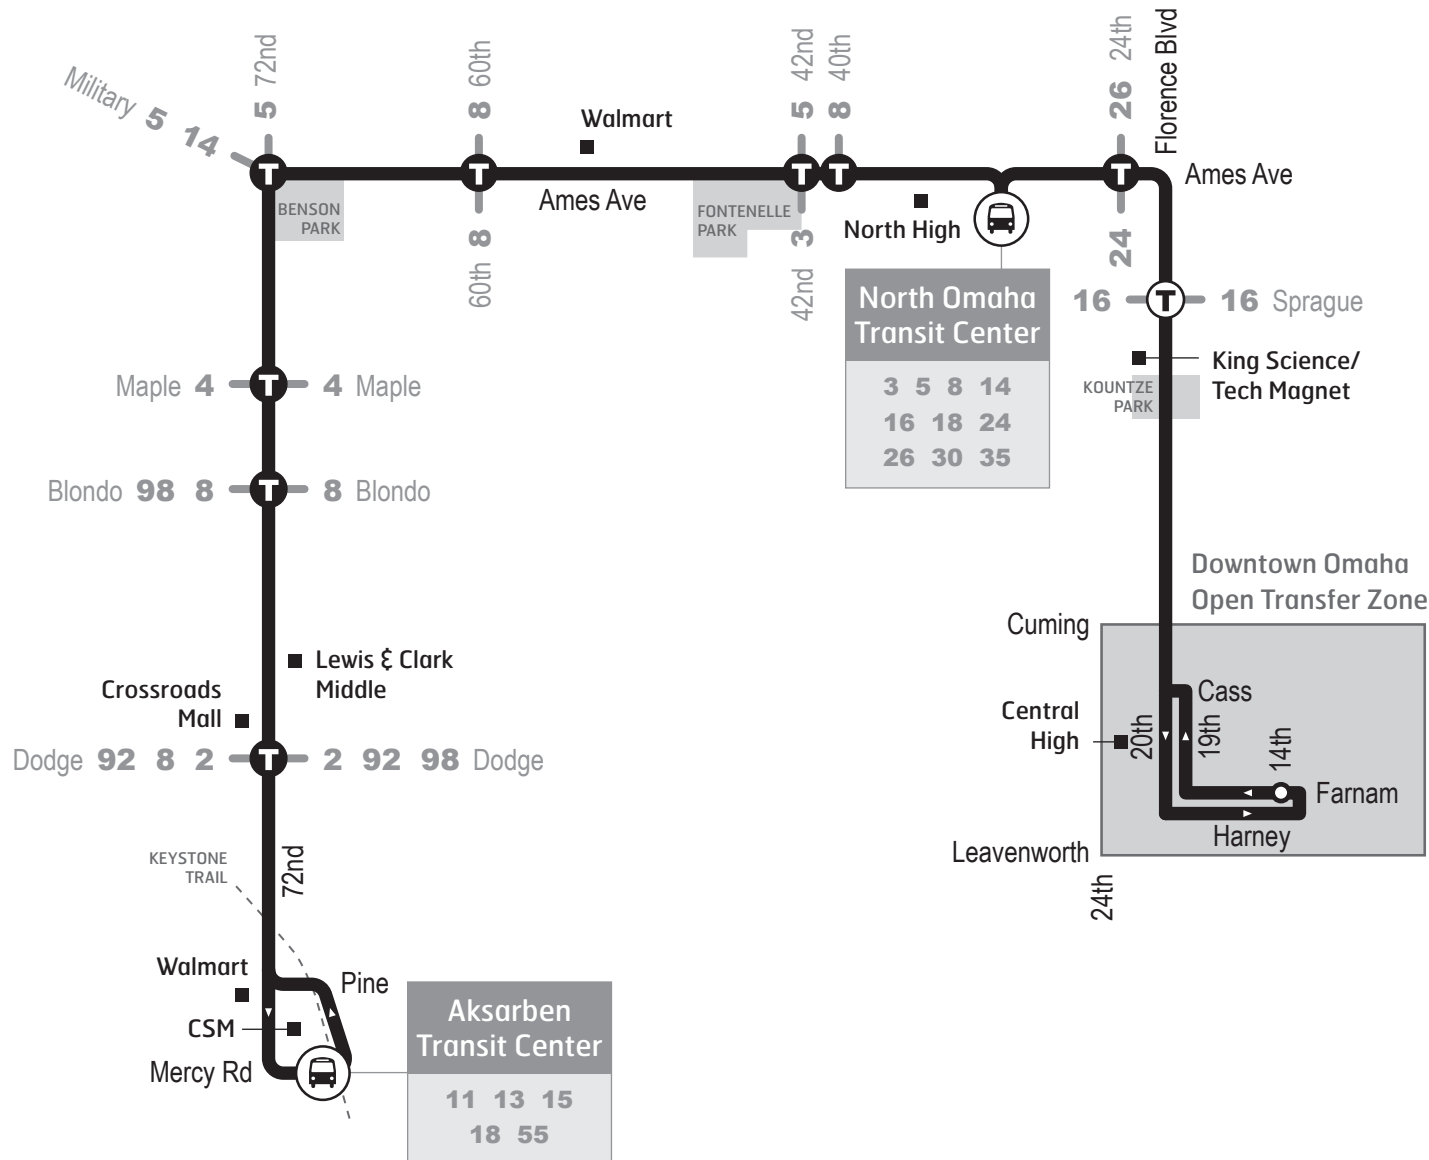 Military 5 14
5 72nd
8 60th
Walmart
5 42nd
8 40th
26 24th
Florence Blvd
Ames Ave
BENSON
PARK
8 60th
Ames Ave
FONTENELLE
PARK
3 42nd
North High
24
North Omaha
Transit Center
3 5 8 14
16 18 24
26 30 35
16 T 16 Sprague
King Science/
Tech Magnet
KOUNTZE
PARK
T
T
T
T
T
T
Maple 4 T 4 Maple
Blondo 98 8 T 8 Blondo
Lewis & Clark
Middle
Crossroads
Mall
Dodge 92 8 2 T 2 92 98 Dodge
72nd
KEYSTONE
TRAIL
Walmart
Pine
CSM
Mercy Rd
Aksarben
Transit Center
11 13 15
18 55
Downtown Omaha
Open Transfer Zone
Cuming
Cass
Central
High
20th
19th
14th
Farnam
Harney
Leavenworth
24th